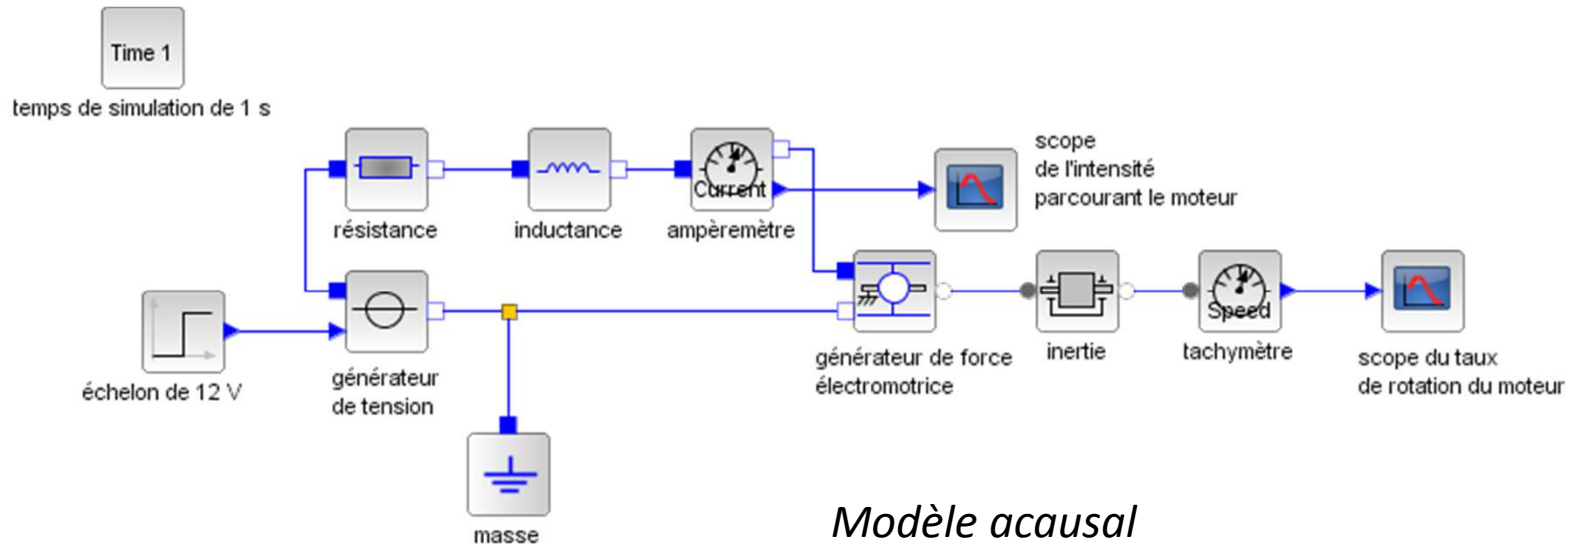 Time 1
temps de simulation de 1 s
scope
de l'intensité
parcourant le moteur
Current
résistance
inductance
ampèremètre
Speed
échelon de 12 V
générateur
de tension
générateur de force
électromotrice
inertie
tachymètre
scope du taux
de rotation du moteur
masse
Modèle acausal